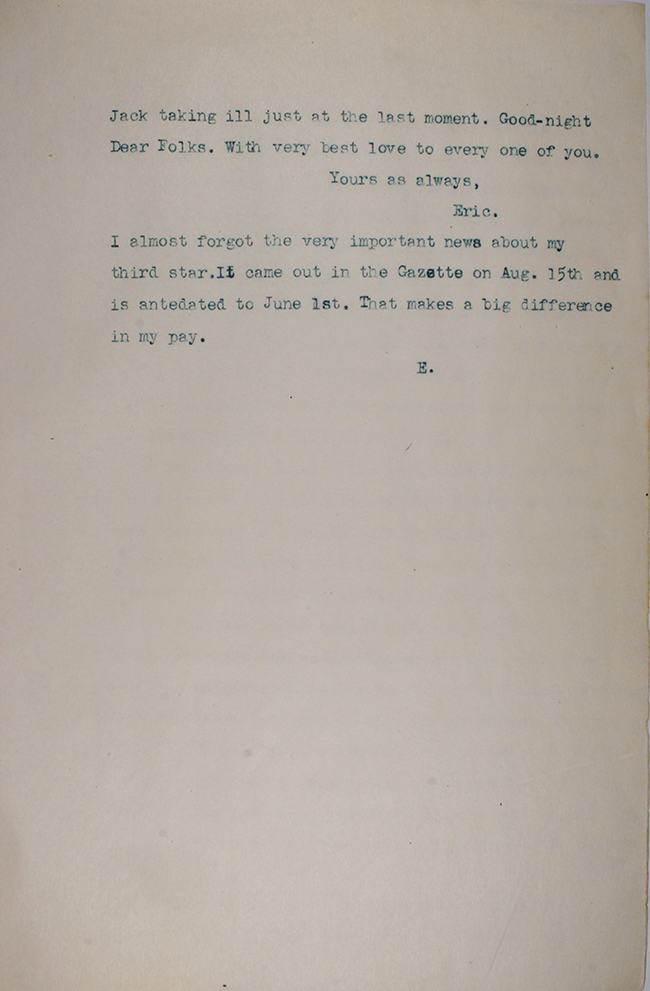 Jack taking ill just at the last moment. Good-night
Dear Folks. With very best love to every one of you.
Yours as always,
Eric.
I almost forgot the very important news about my
third star.It came out in the Gazette on Aug. 15th and
is antedated to June 1st. That makes a big difference
in my pay.
E.